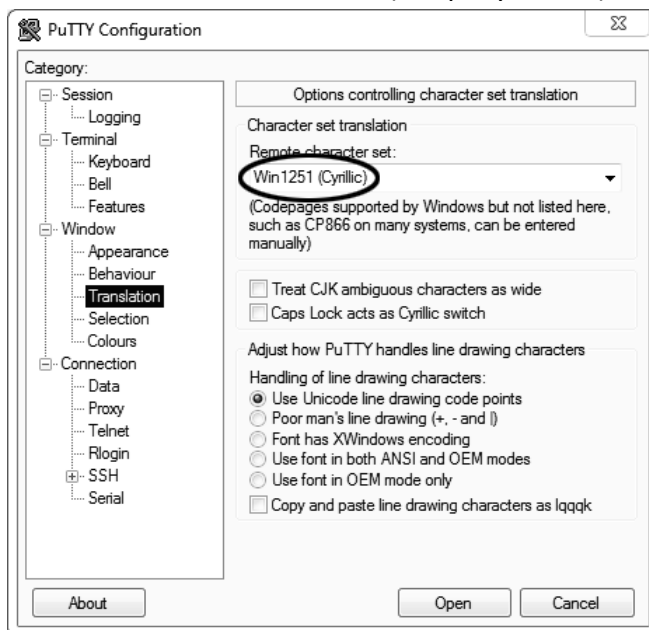 PuTTY Configuration
Category:
Session
Logging
Terminal
Keyboard
Bell
Features
Window
Appearance
Behaviour
Translation
Selection
Colours
Connection
Data
Proxy
Telnet
Rlogin
SSH
Serial
Options controlling character set translation
Character set translation
Remote character set:
Win1251 (Cyrillic)
(Codepages supported by Windows but not listed here,
such as CP866 on many systems, can be entered
manually)
Treat CJK ambiguous characters as wide
Caps Lock acts as Cyrillic switch
Adjust how PuTTY handles line drawing characters
Handling of line drawing characters:
Use Unicode line drawing code points
Poor man's line drawing (+, - and |)
Font has XWindows encoding
Use font in both ANSI and OEM modes
Use font in OEM mode only
Copy and paste line drawing characters as lqqqk
About
Open
Cancel